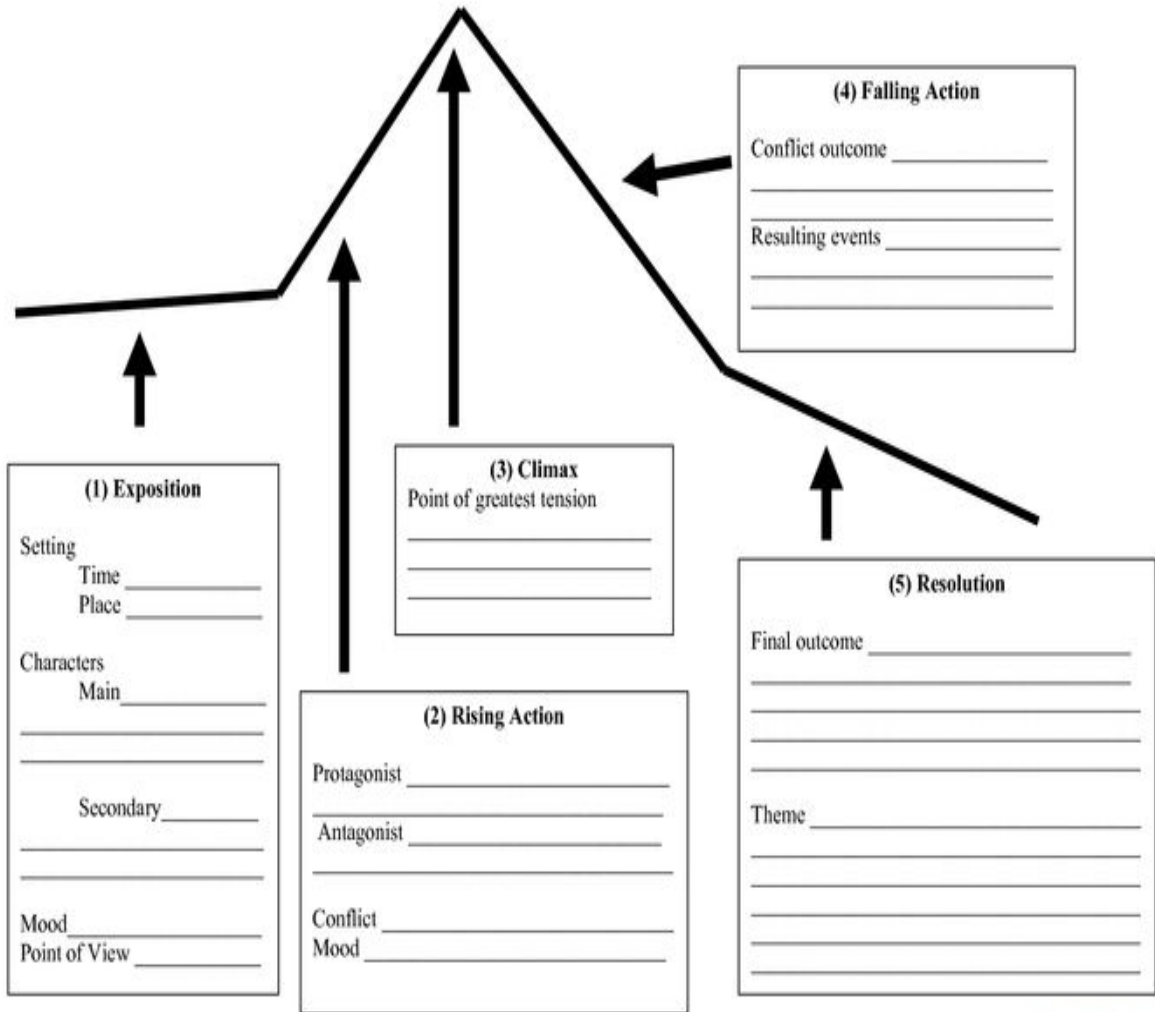 (1) Exposition
Setting
Time
Place
Characters
Main
Secondary
Mood
Point of View
(2) Rising Action
Protagonist
Antagonist
Conflict
Mood
(3) Climax
Point of greatest tension
(4) Falling Action
Conflict outcome
Resulting events
(5) Resolution
Final outcome
Theme